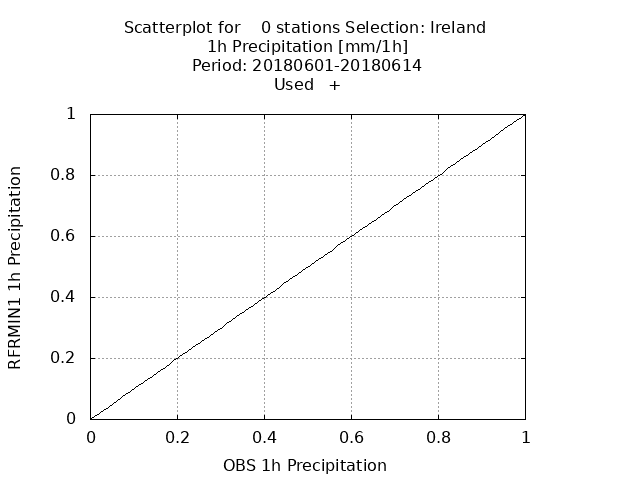 Scatterplot for    0 stations Selection: Ireland
1h Precipitation [mm/1h]
Period: 20180601-20180614
Used   +
1
0.8
0.6
0.4
0.2
0
RFRMIN1 1h Precipitation
0 0.2 0.4 0.6 0.8 1
OBS 1h Precipitation